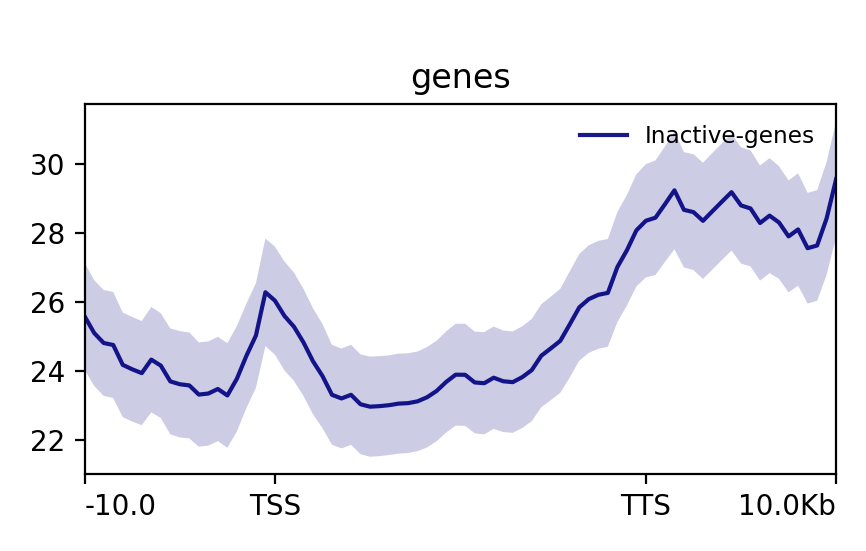 genes
Inactive-genes
30
28
26
24
22
-10.0 TSS TTS 10.0Kb